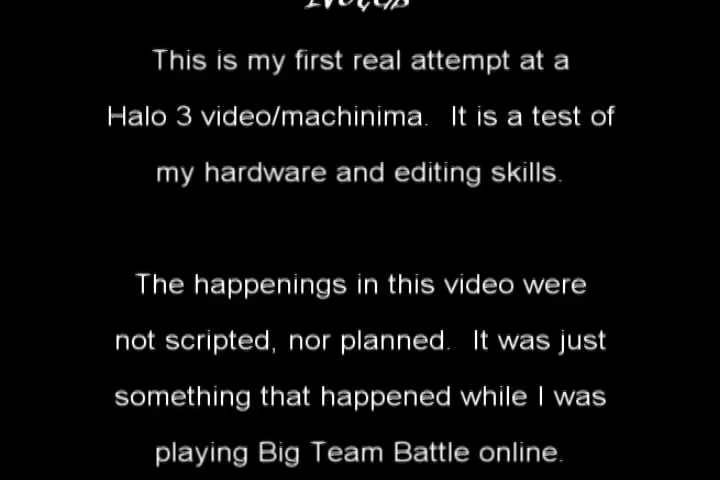 Notes
This is my first real attempt at a
Halo 3 video/machinima. It is a test of
my hardware and editing skills.
The happenings in this video were
not scripted, nor planned. It was just
something that happened while I was
playing Big Team Battle online.